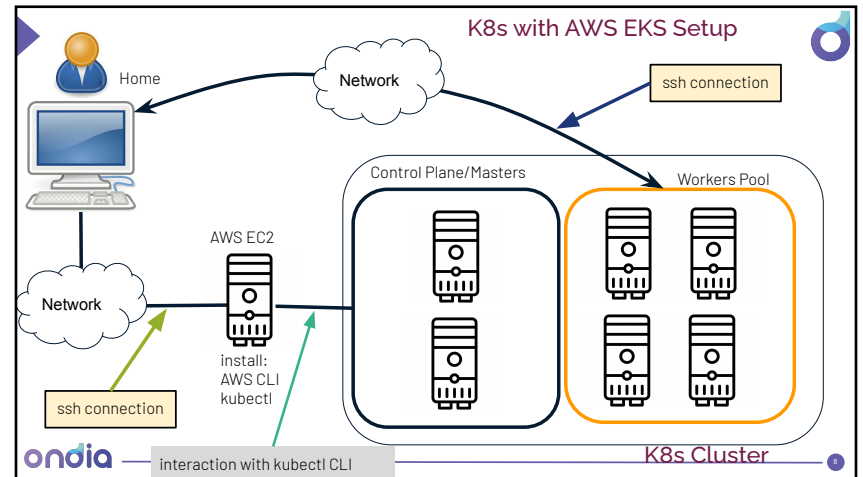 K8s with AWS EKS Setup
Home
Network
ssh connection
Control Plane/Masters
Workers Pool
AWS EC2
Network
install:
AWS CLI
kubectl
ssh connection
ondia
interaction with kubectl CLI
K8s Cluster
8